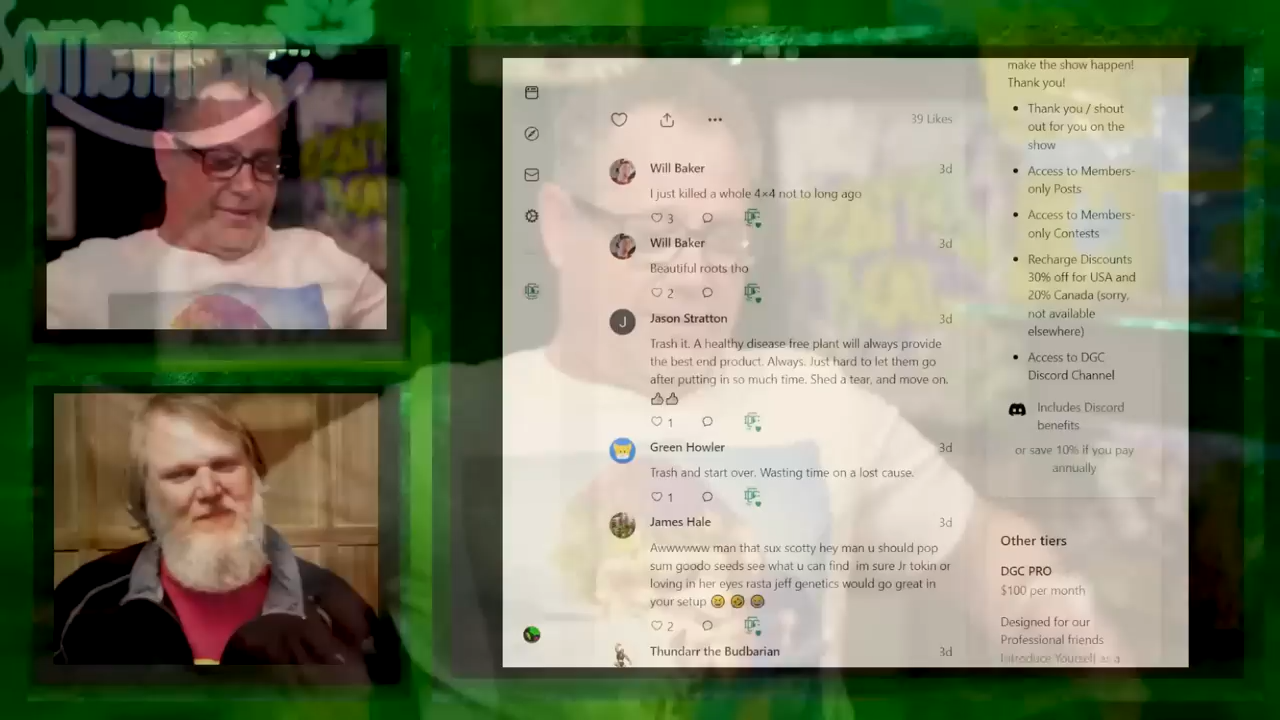 39 Likes
Will Baker 3d
I just killed a whole 4×4 not to long ago
3
Will Baker 3d
Beautiful roots tho
2
J Jason Stratton 3d
Trash it. A healthy disease free plant will always provide
the best end product. Always. Just hard to let them go
after putting in so much time. Shed a tear, and move on.
👍👍
1
Green Howler 3d
Trash and start over. Wasting time on a lost cause.
1
James Hale 3d
Awwwwww man that sux scotty hey man u should pop
sum goodo seeds see what u can find im sure Jr tokin or
loving in her eyes rasta jeff genetics would go great in
your setup
2
Thundarr the Budbarian 3d
make the show happen!
Thank you!
• Thank you / shout
out for you on the
show
• Access to Members-
only Posts
• Access to Members-
only Contests
• Recharge Discounts
30% off for USA and
20% Canada (sorry,
not available
elsewhere)
• Access to DGC
Discord Channel
Includes Discord
benefits
or save 10% if you pay
annually
Other tiers
DGC PRO
$100 per month
Designed for our
Professional friends
Introduce Yourself as a